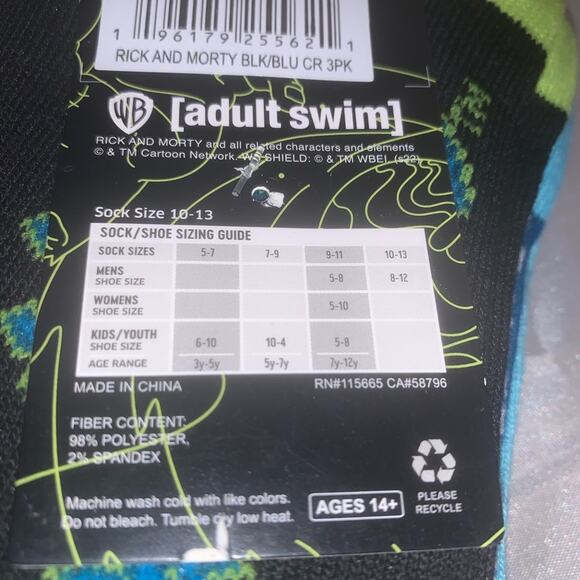 1 96179 25562 1
RICK AND MORTY BLK/BLU CR 3PK
WB [adult swim]
RICK AND MORTY and all related characters and elements
© & TM Cartoon Network. WB SHIELD: © & TM WBEI. (s22)
Sock Size 10-13
SOCK/SHOE SIZING GUIDE
SOCK SIZES 5-7 7-9 9-11 10-13
MENS SHOE SIZE 5-8 8-12
WOMENS SHOE SIZE 5-10
KIDS/YOUTH SHOE SIZE 6-10 10-4 5-8
AGE RANGE 3y-5y 5y-7y 7y-12y
MADE IN CHINA RN#115665 CA#58796
FIBER CONTENT:
98% POLYESTER,
2% SPANDEX
Machine wash cold with like colors.
Do not bleach. Tumble dry low heat.
AGES 14+
PLEASE
RECYCLE